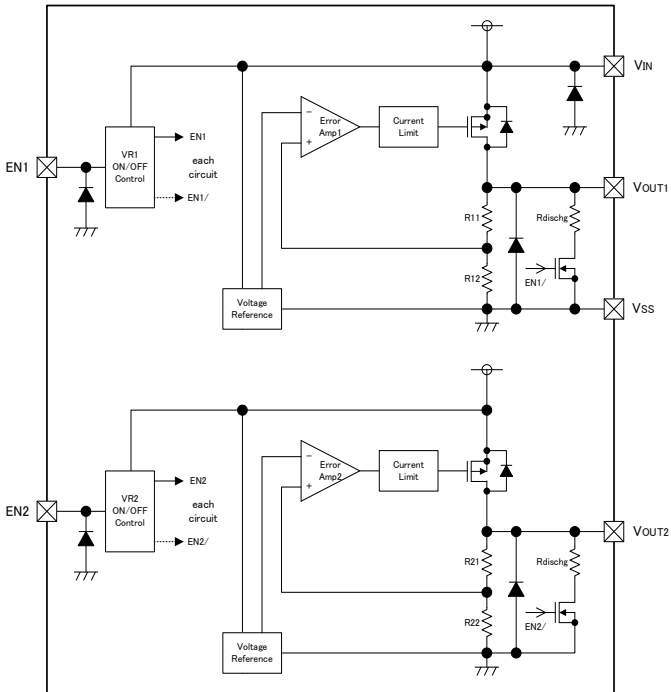 VIN
−
Error
Amp1
+
Current
Limit
VR1
ON/OFF
Control
EN1
each
circuit
EN1/
EN1
VOUT1
R11
Rdischg
R12
EN1/
Voltage
Reference
VSS
−
Error
Amp2
+
Current
Limit
VR2
ON/OFF
Control
EN2
each
circuit
EN2/
EN2
VOUT2
R21
Rdischg
R22
EN2/
Voltage
Reference